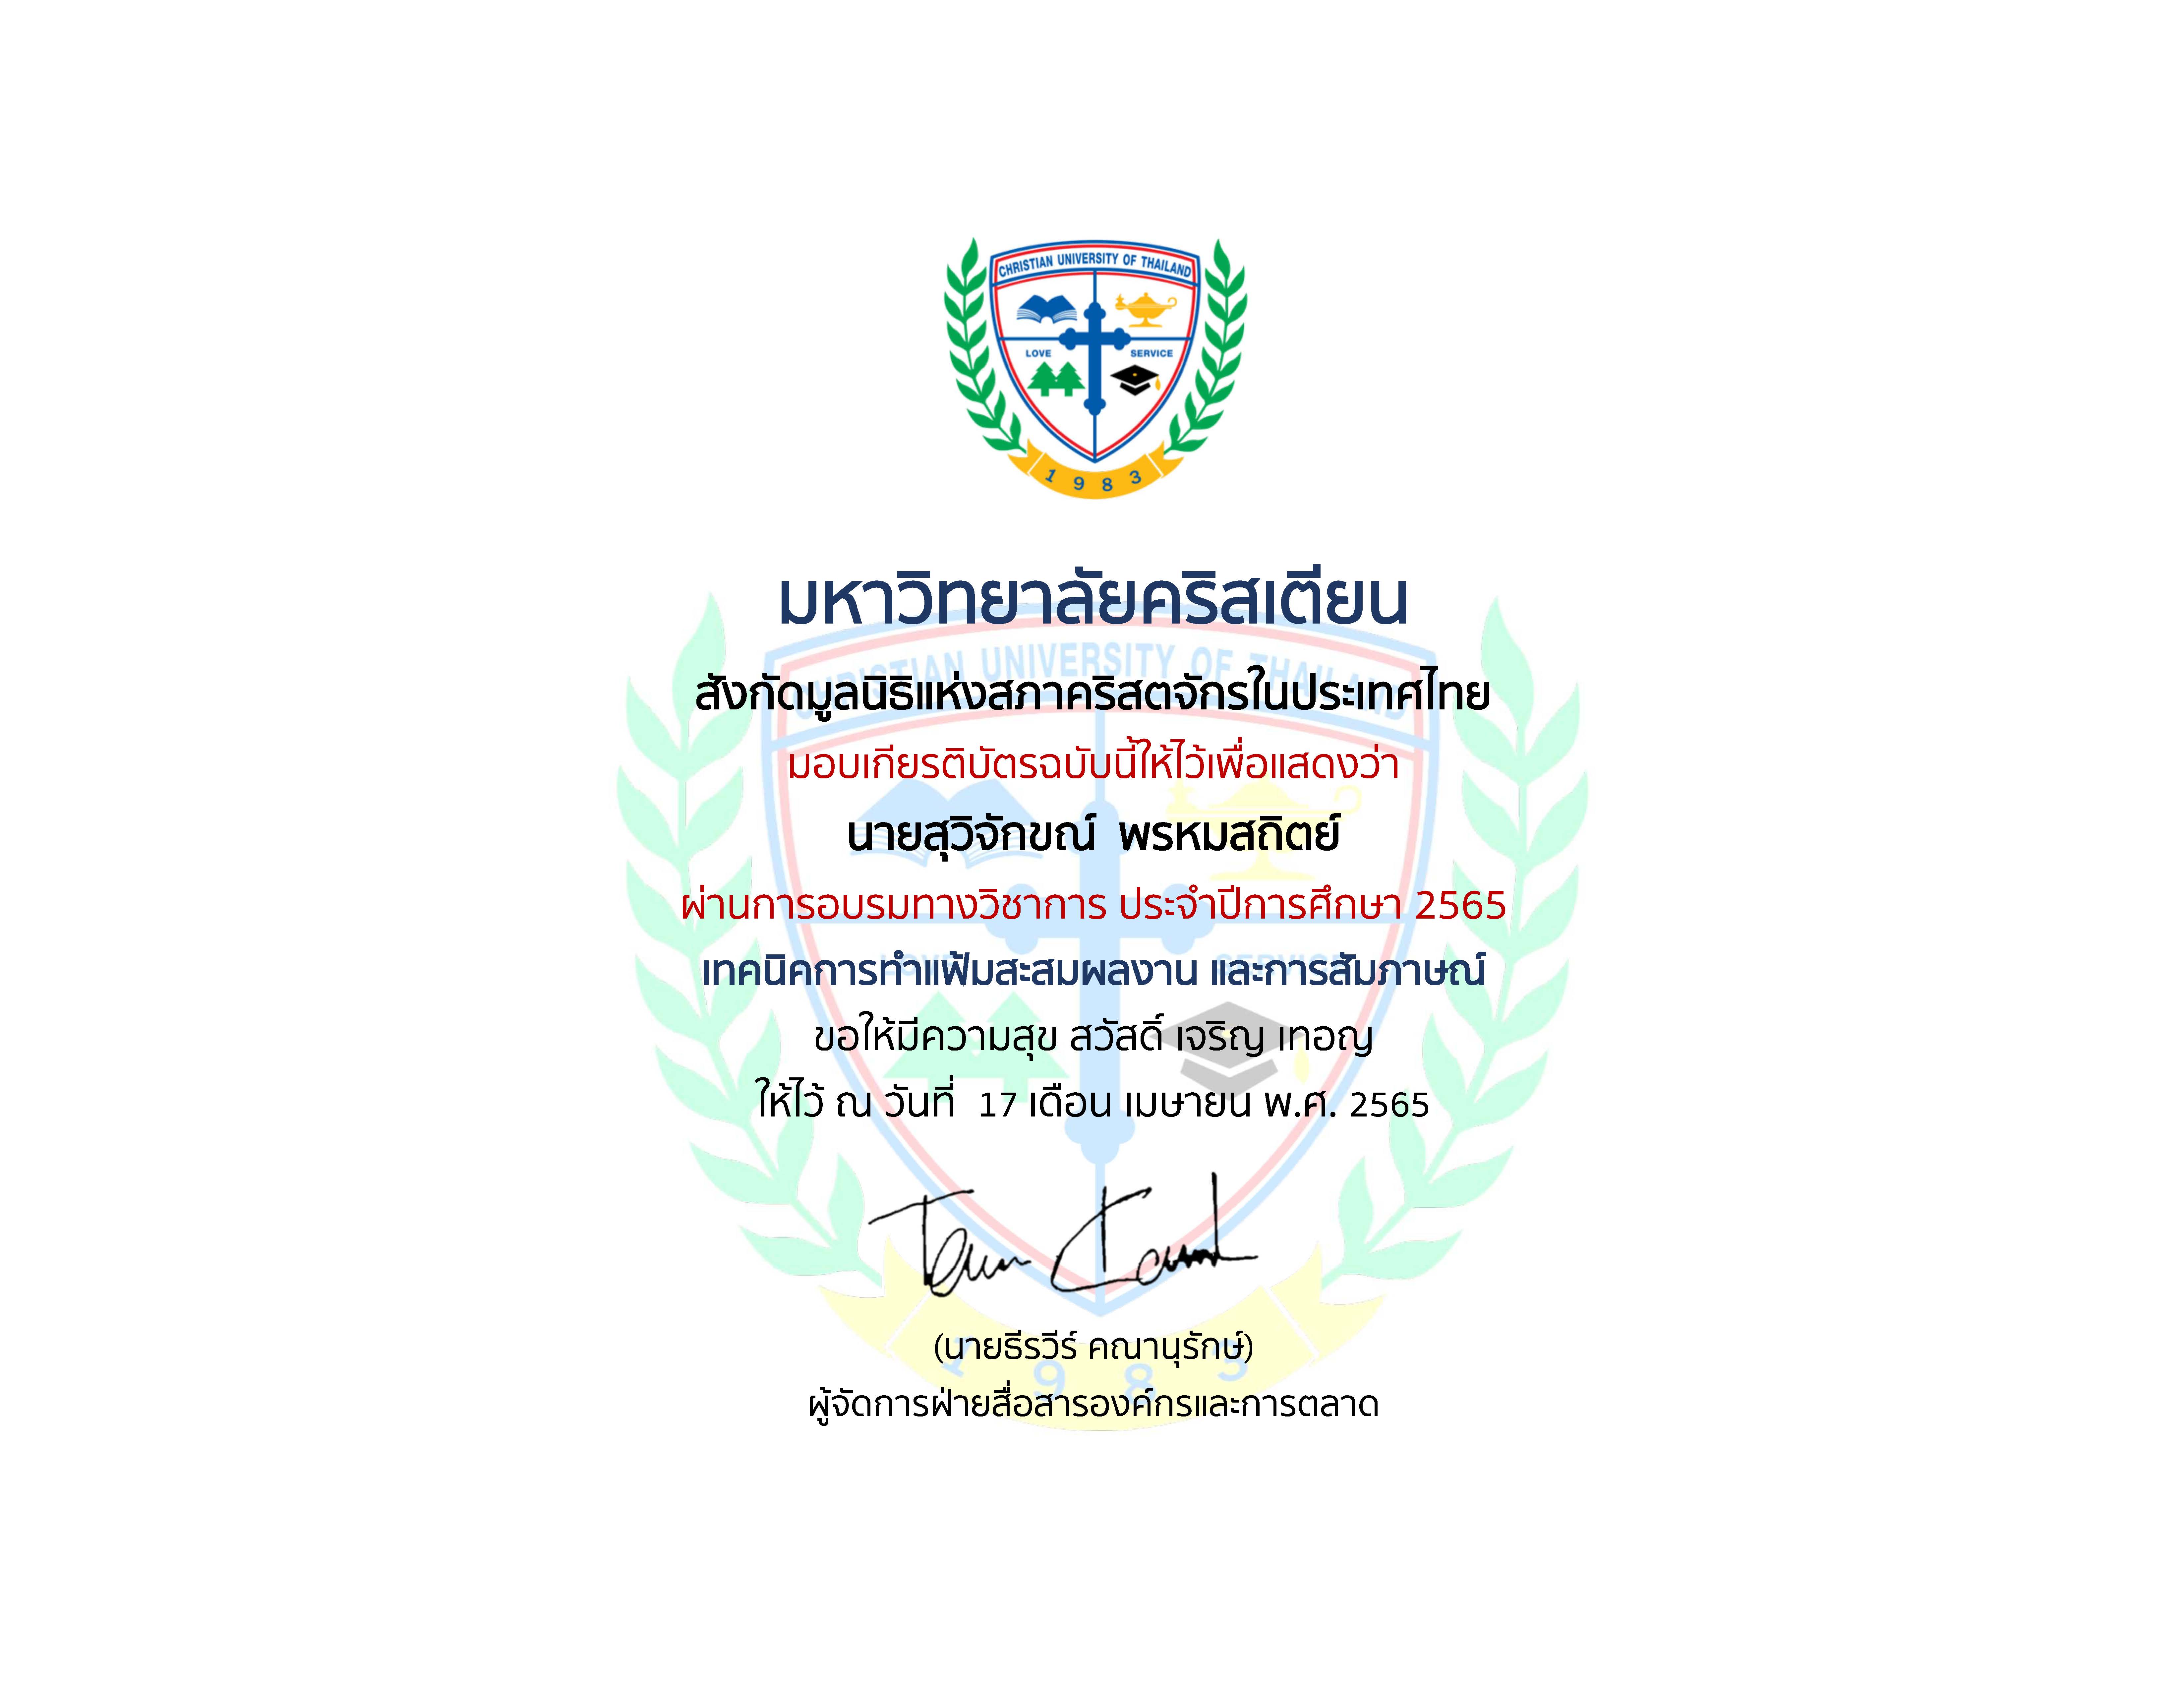 CHRISTIAN UNIVERSITY OF THAILAND
LOVE SERVICE
1983
มหาวิทยาลัยคริสเตียน
สังกัดมูลนิธิแห่งสภาคริสตจักรในประเทศไทย
มอบเกียรติบัตรฉบับนี้ให้ไว้เพื่อแสดงว่า
นายสุวิจักขณ์ พรหมสถิตย์
ผ่านการอบรมทางวิชาการ ประจำปีการศึกษา 2565
เทคนิคการทำแฟ้มสะสมผลงาน และการสัมภาษณ์
ขอให้มีความสุข สวัสดิ์ เจริญ เทอญ
ให้ไว้ ณ วันที่ 17 เดือน เมษายน พ.ศ. 2565
(นายธีรวีร์ คณานุรักษ์)
ผู้จัดการฝ่ายสื่อสารองค์กรและการตลาด